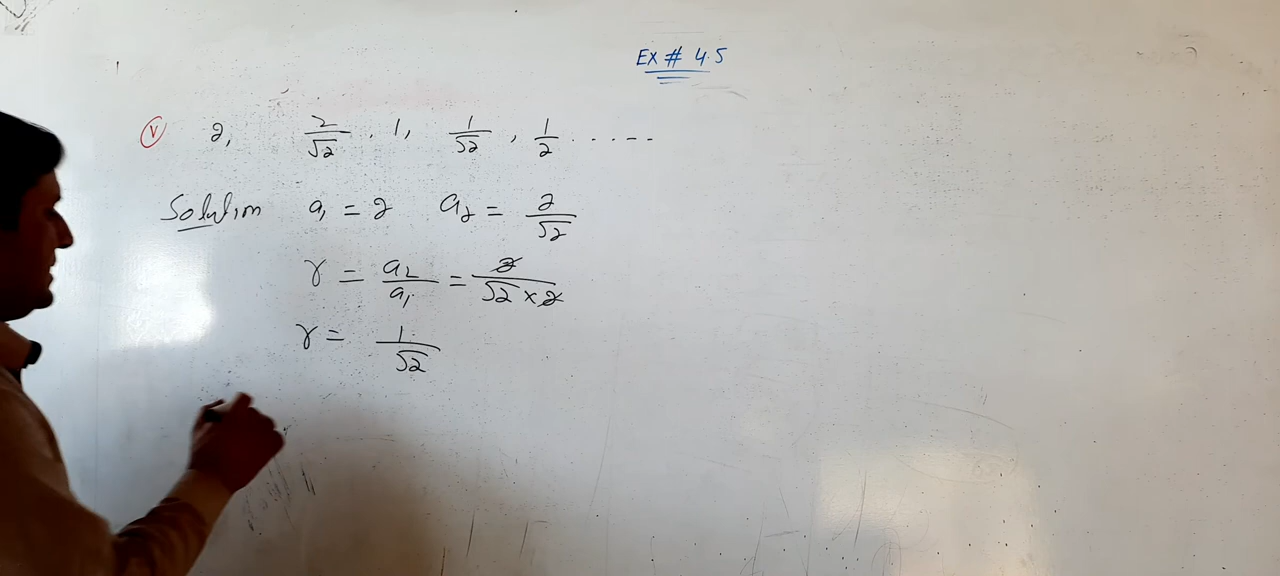 Ex # 4.5
(v) 2, 2/√2, 1, 1/√2, 1/2 .....
Solution a₁ = 2 a₂ = 2/√2
r = a₂/a₁ = 2/(√2 × 2)
r = 1/√2